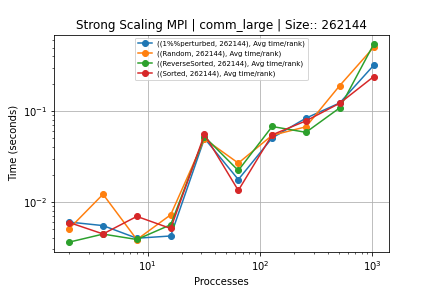 Strong Scaling MPI | comm_large | Size:: 262144
((1%%perturbed, 262144), Avg time/rank)
((Random, 262144), Avg time/rank)
((ReverseSorted, 262144), Avg time/rank)
((Sorted, 262144), Avg time/rank)
Time (seconds)
10⁻¹
10⁻²
10¹ 10² 10³
Proccesses